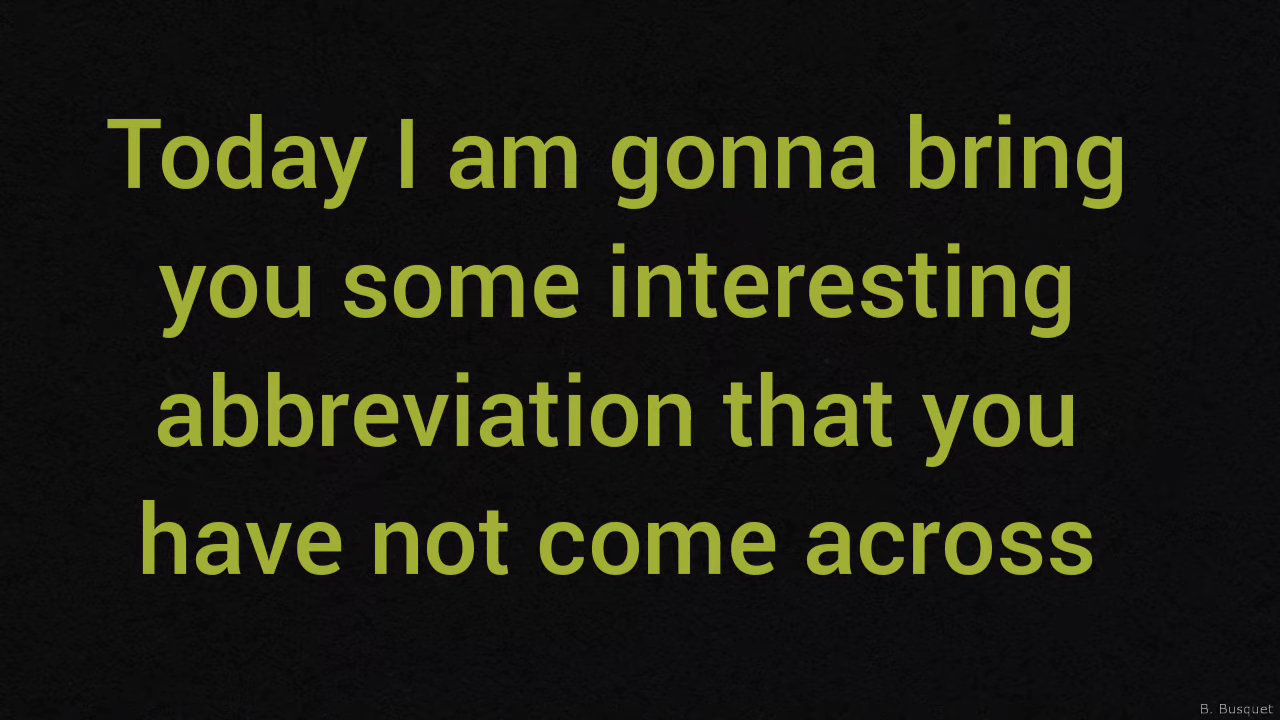 Today I am gonna bring
you some interesting
abbreviation that you
have not come across
B. Busquet